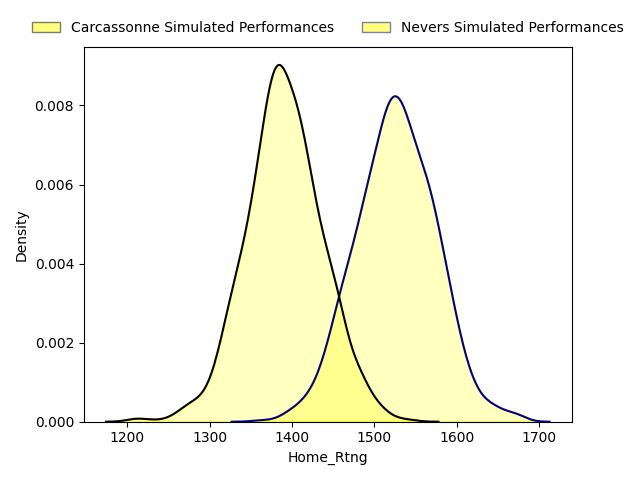 Carcassonne Simulated Performances Nevers Simulated Performances
0.008
0.006
0.004
0.002
0.000
Density
1200 1300 1400 1500 1600 1700
Home_Rtng